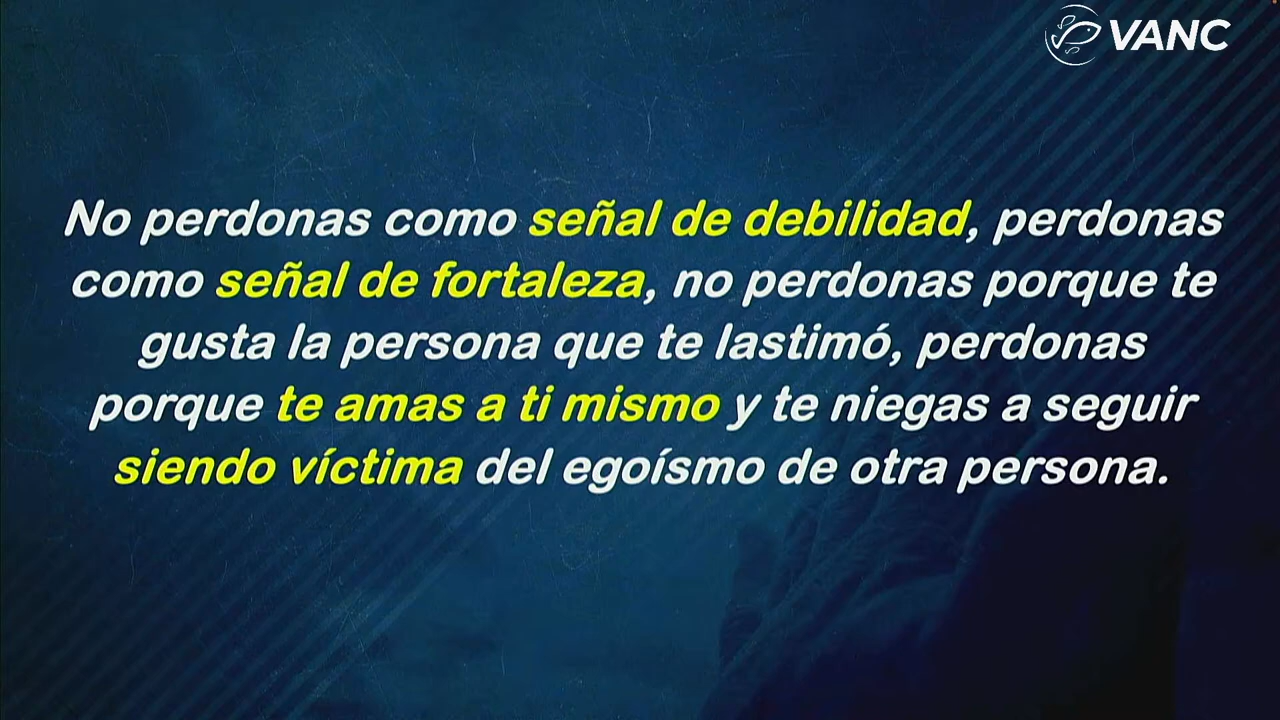 VANC
No perdonas como señal de debilidad, perdonas
como señal de fortaleza, no perdonas porque te
gusta la persona que te lastimó, perdonas
porque te amas a ti mismo y te niegas a seguir
siendo víctima del egoísmo de otra persona.